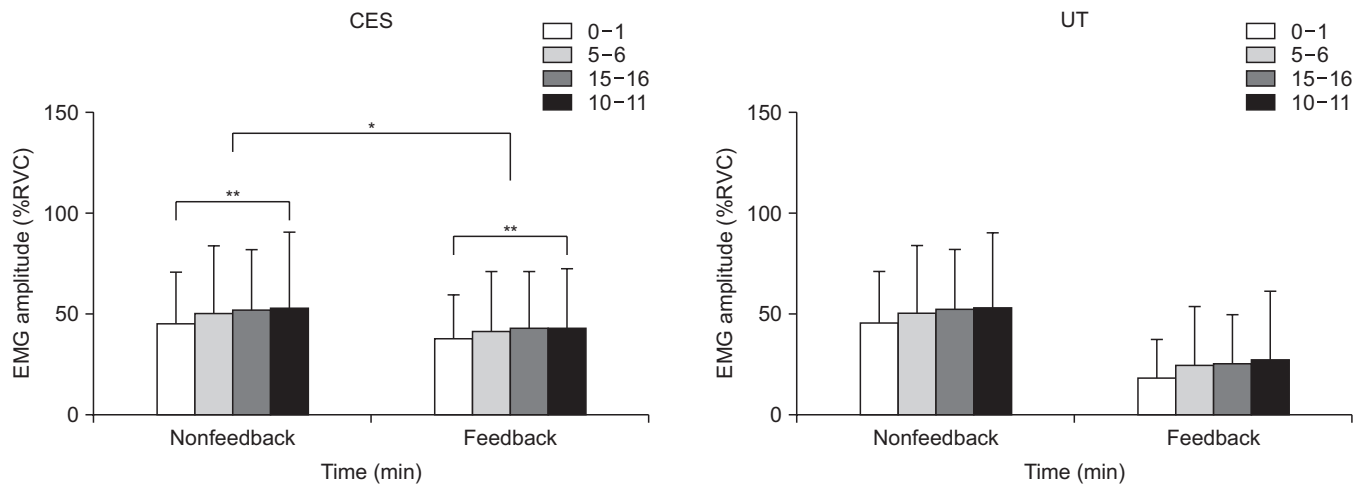 CES
0−1
5−6
15−16
10−11
150
100
50
0
EMG amplitude (%RVC)
*
**
**
Nonfeedback
Feedback
Time (min)
UT
0−1
5−6
15−16
10−11
150
100
50
0
EMG amplitude (%RVC)
Nonfeedback
Feedback
Time (min)